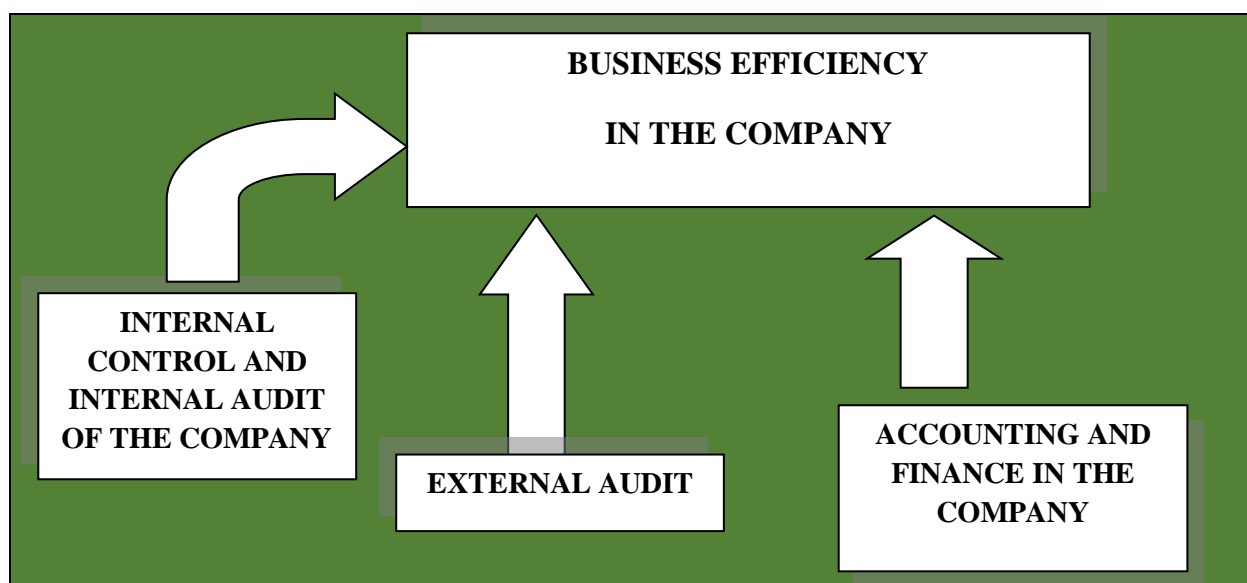 BUSINESS EFFICIENCY
IN THE COMPANY
INTERNAL
CONTROL AND
INTERNAL AUDIT
OF THE COMPANY
EXTERNAL AUDIT
ACCOUNTING AND
FINANCE IN THE
COMPANY